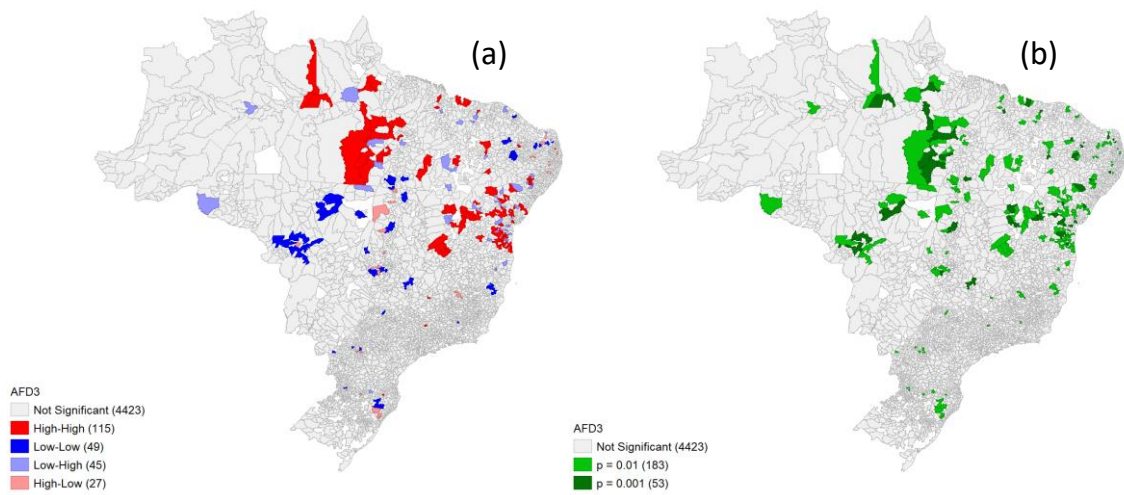 (a)
(b)
AFD3
Not Significant (4423)
High-High (115)
Low-Low (49)
Low-High (45)
High-Low (27)
AFD3
Not Significant (4423)
p = 0.01 (183)
p = 0.001 (53)